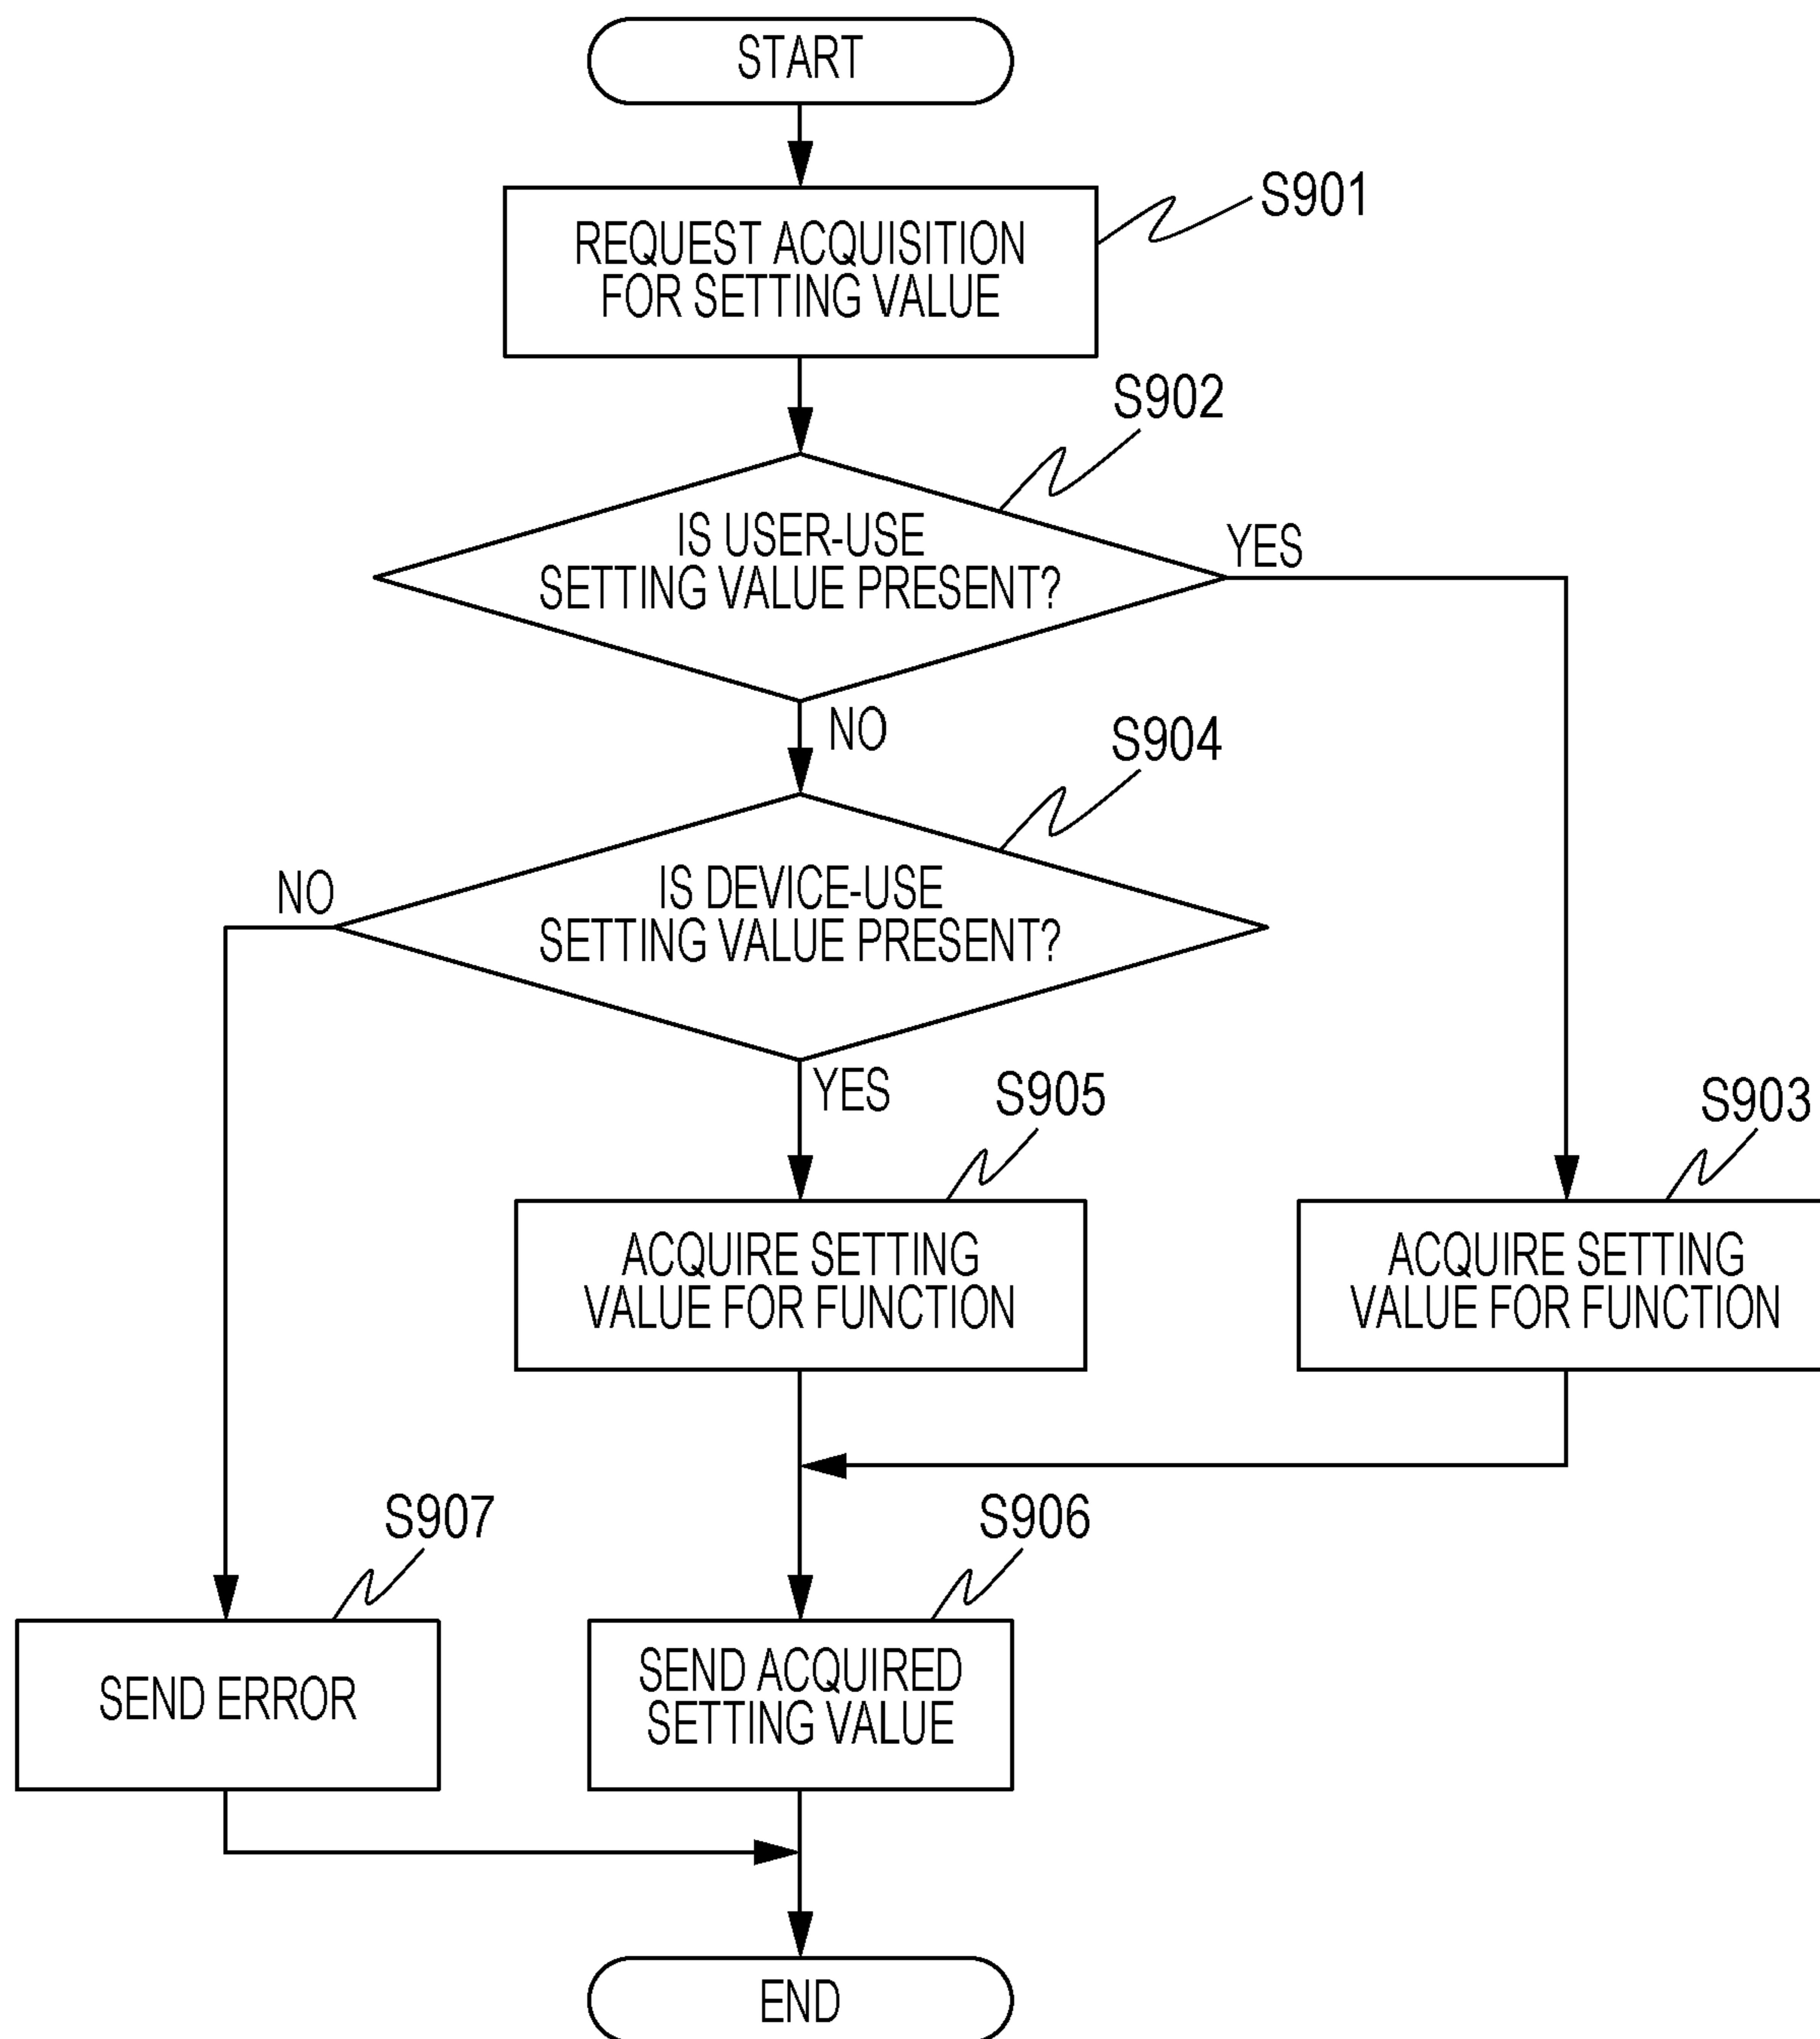 START
S901
REQUEST ACQUISITION
FOR SETTING VALUE
S902
IS USER-USE
SETTING VALUE PRESENT?
YES
NO
S904
IS DEVICE-USE
SETTING VALUE PRESENT?
NO
YES
S905
S903
ACQUIRE SETTING
VALUE FOR FUNCTION
ACQUIRE SETTING
VALUE FOR FUNCTION
S907
S906
SEND ERROR
SEND ACQUIRED
SETTING VALUE
END